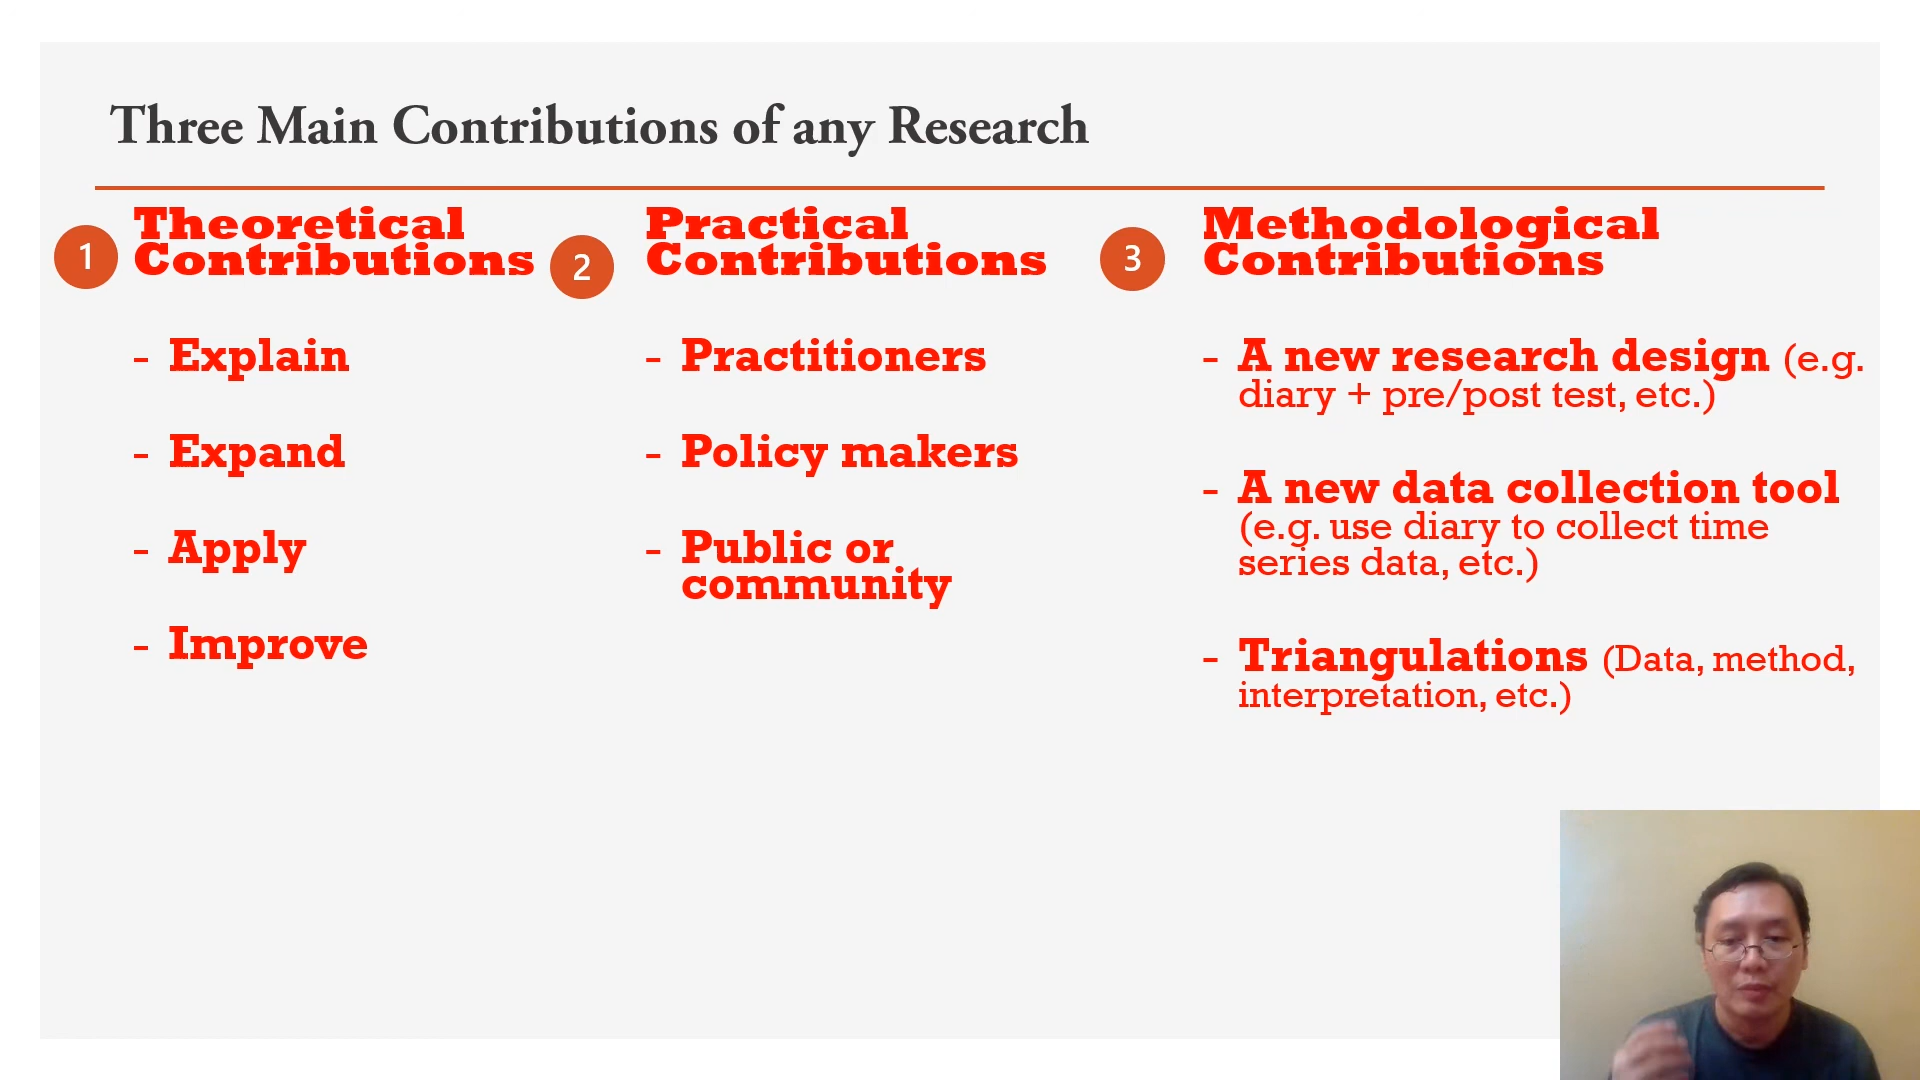 Three Main Contributions of any Research
1
Theoretical
Contributions
- Explain
- Expand
- Apply
- Improve
2
Practical
Contributions
- Practitioners
- Policy makers
- Public or
community
3
Methodological
Contributions
- A new research design (e.g.
diary + pre/post test, etc.)
- A new data collection tool
(e.g. use diary to collect time
series data, etc.)
- Triangulations (Data, method,
interpretation, etc.)